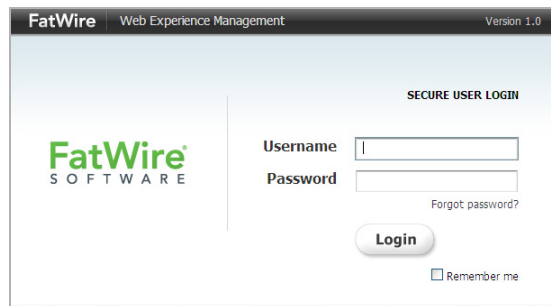 FatWire Web Experience Management Version 1.0
SECURE USER LOGIN
FatWire
SOFTWARE
Username
Password
Forgot password?
Login
Remember me